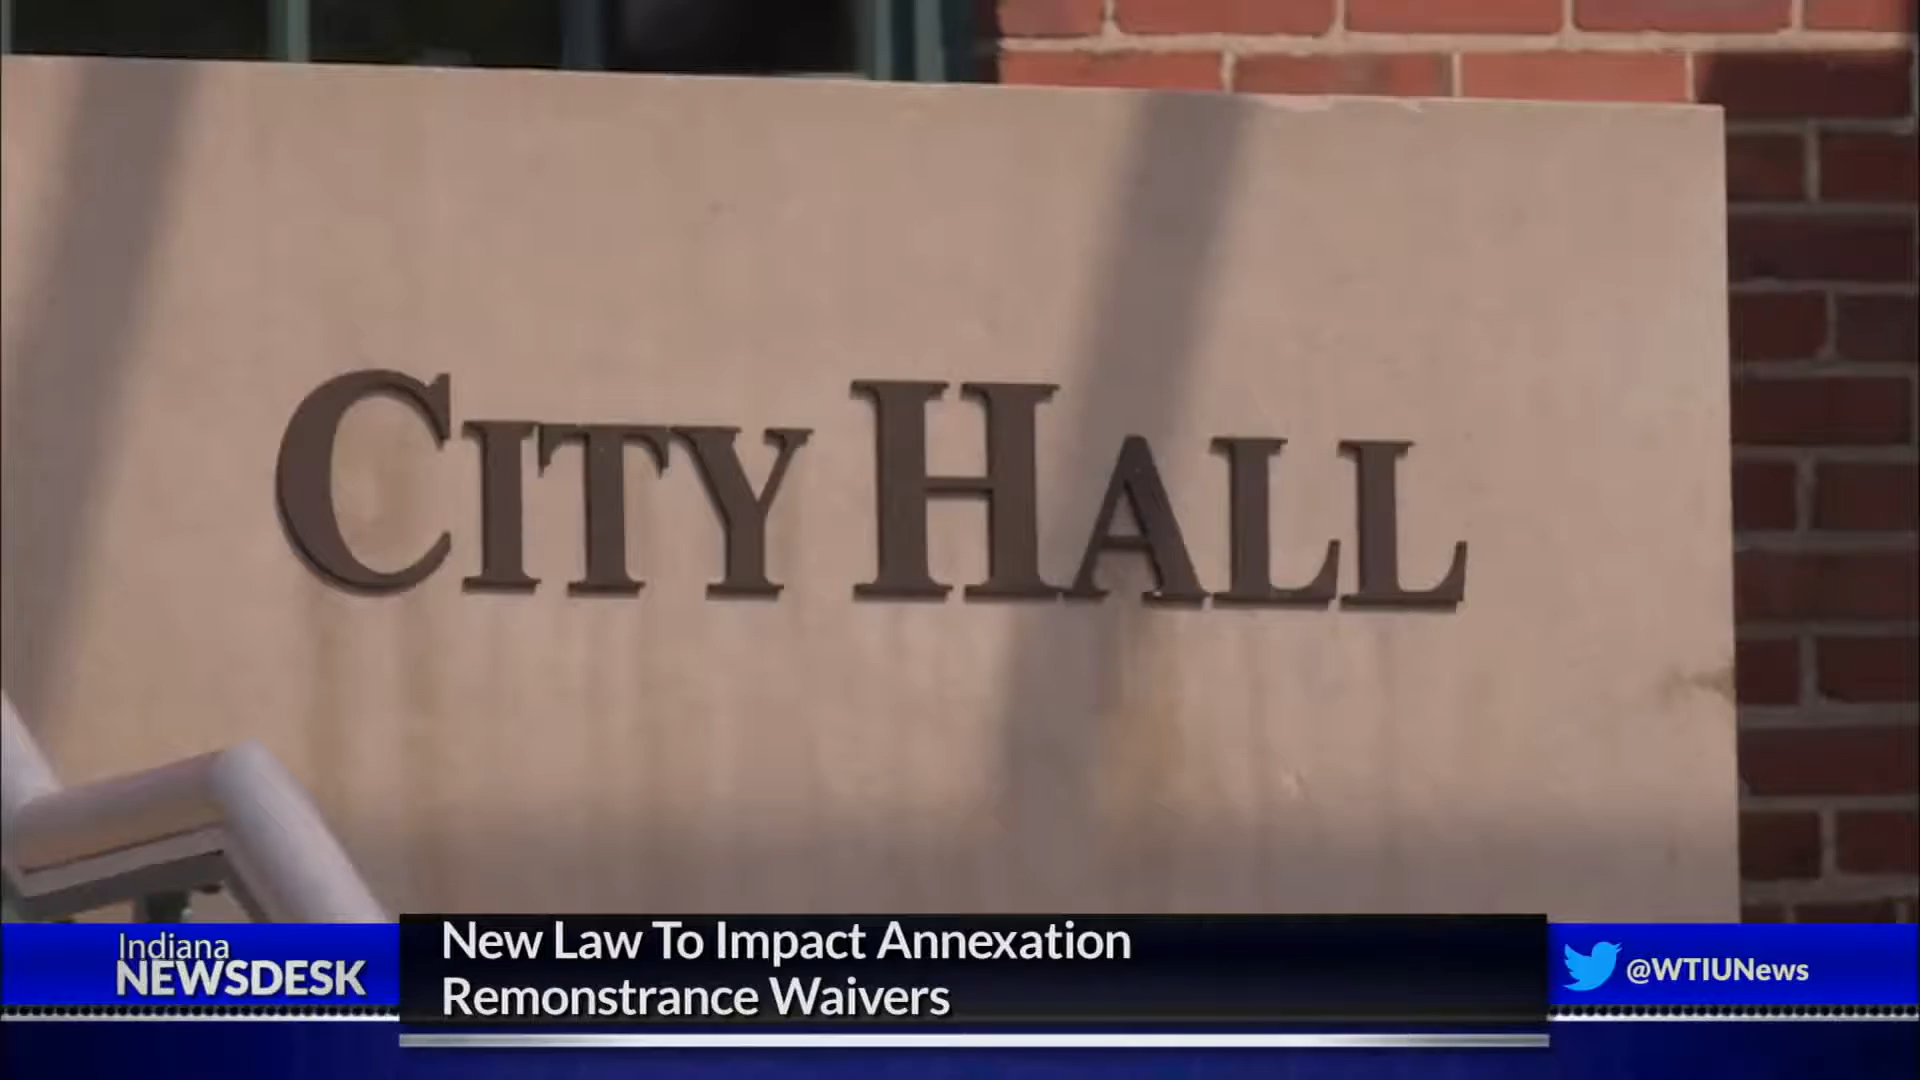 CITY HALL
Indiana
NEWSDESK
New Law To Impact Annexation
Remonstrance Waivers
@WTIUNews